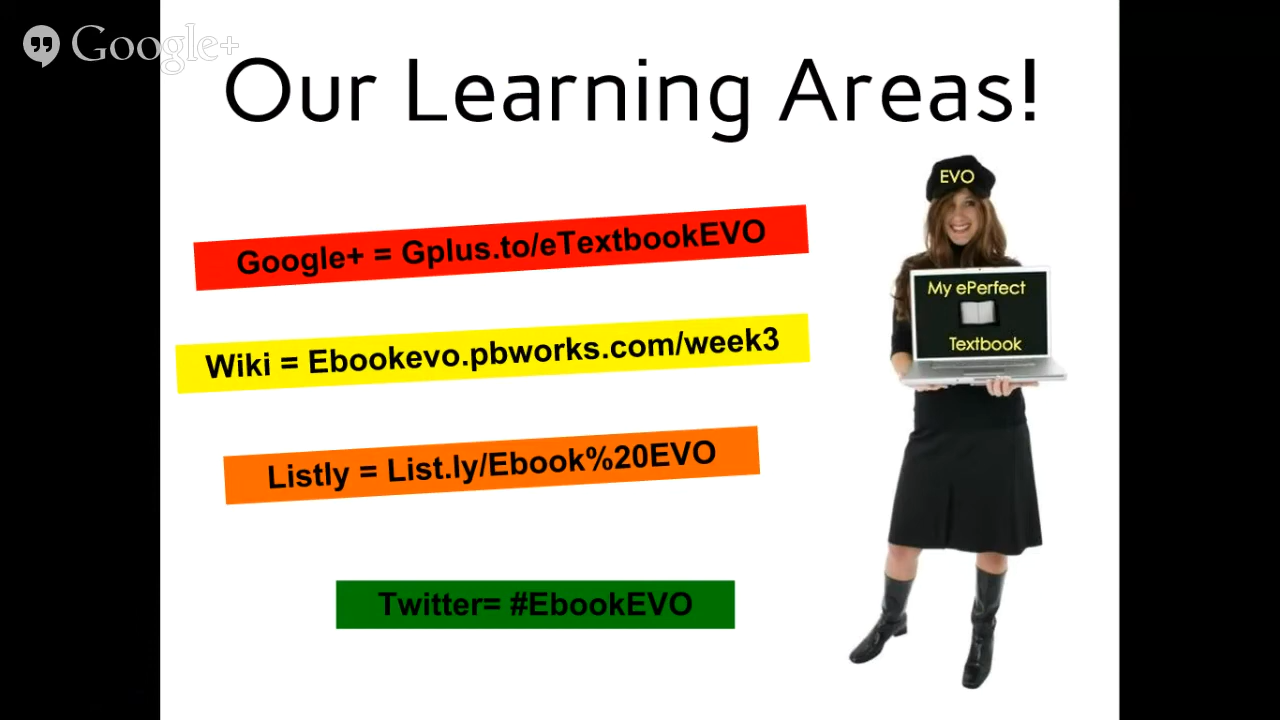 Google+
Our Learning Areas!
EVO
Google+ = Gplus.to/eTextbookEVO
My ePerfect
Textbook
Wiki = Ebookevo.pbworks.com/week3
Listly = List.ly/Ebook%20EVO
Twitter= #EbookEVO